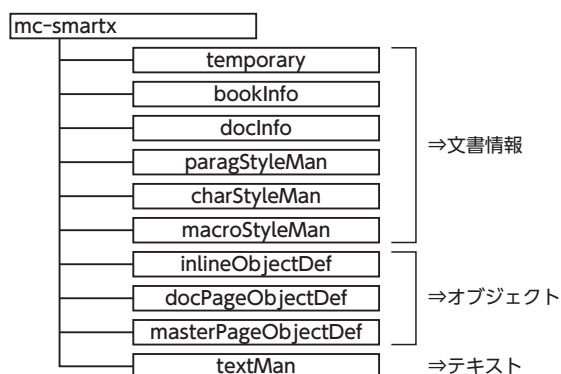 mc-smartx
temporary
bookInfo
docInfo
⇒文書情報
paragStyleMan
charStyleMan
macroStyleMan
inlineObjectDef
docPageObjectDef
⇒オブジェクト
masterPageObjectDef
textMan
⇒テキスト